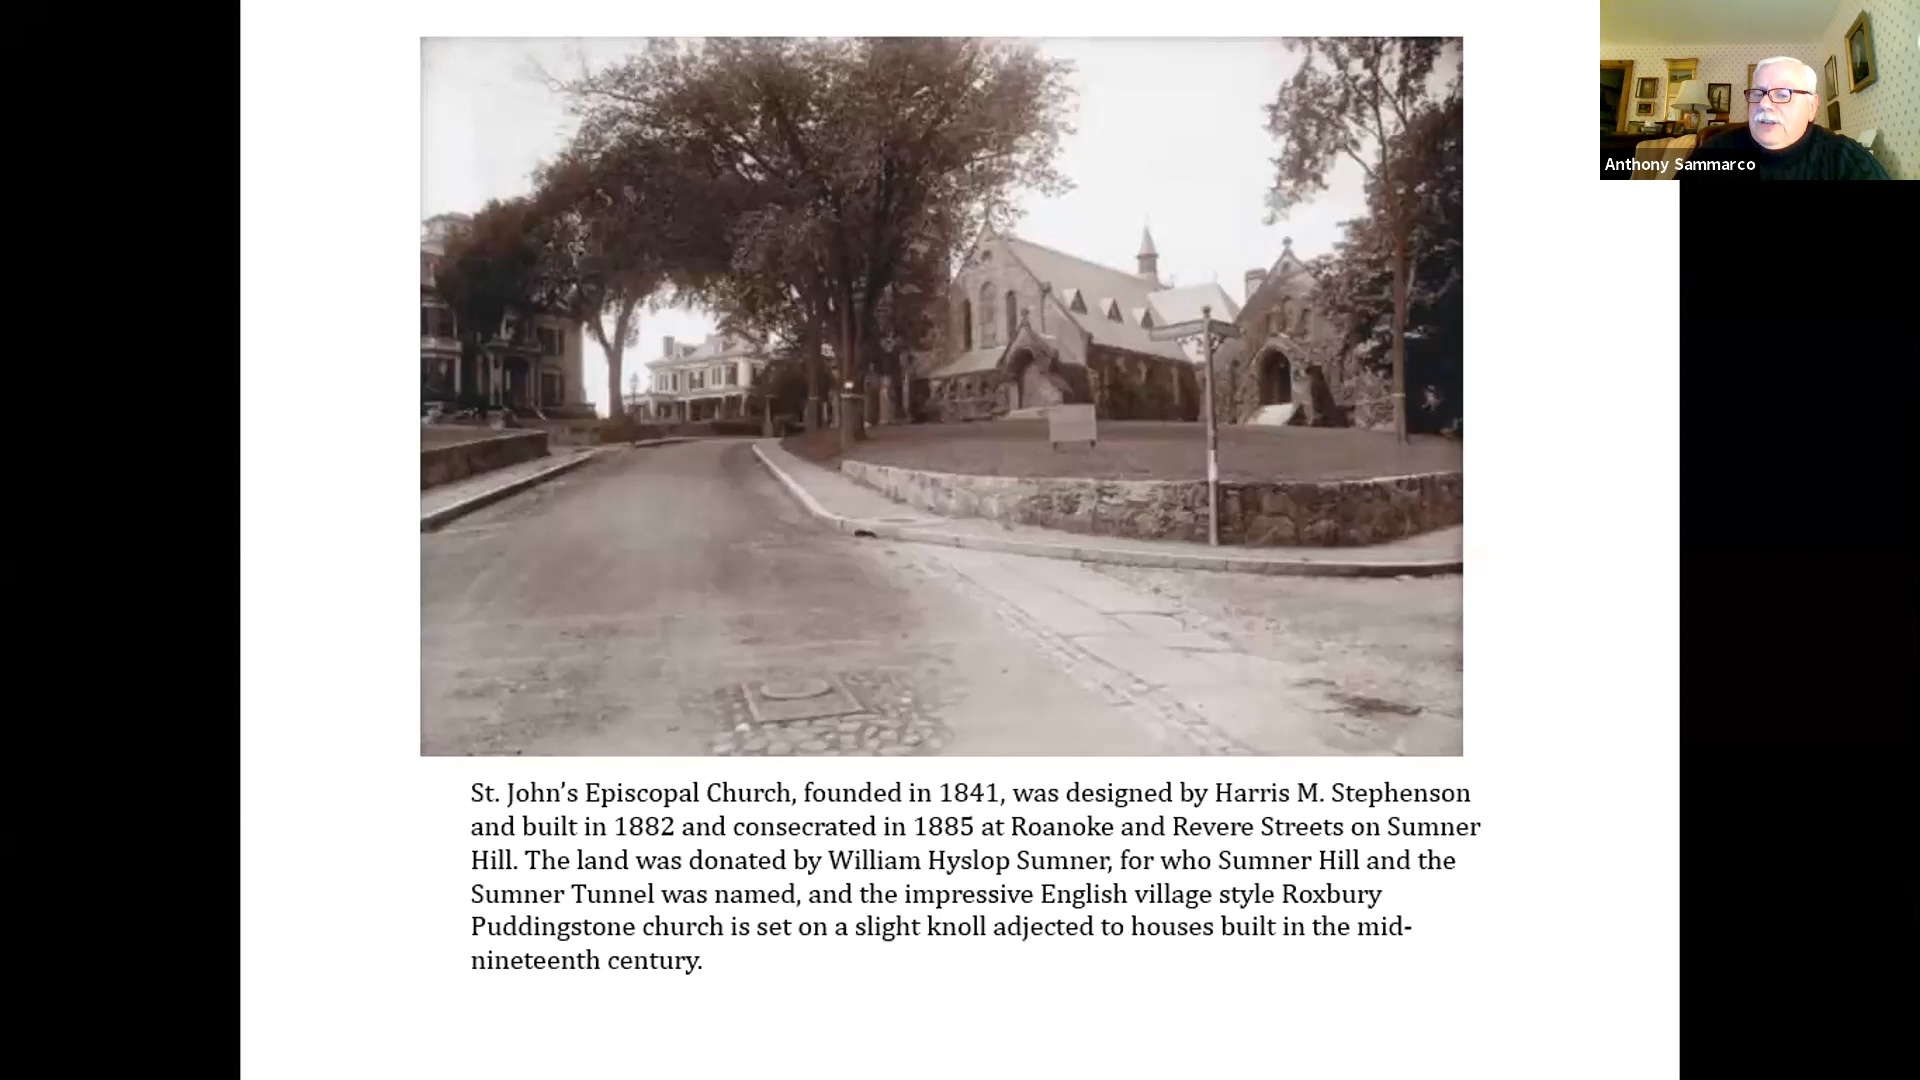 Anthony Sammarco
St. John’s Episcopal Church, founded in 1841, was designed by Harris M. Stephenson
and built in 1882 and consecrated in 1885 at Roanoke and Revere Streets on Sumner
Hill. The land was donated by William Hyslop Sumner, for who Sumner Hill and the
Sumner Tunnel was named, and the impressive English village style Roxbury
Puddingstone church is set on a slight knoll adjected to houses built in the mid-
nineteenth century.